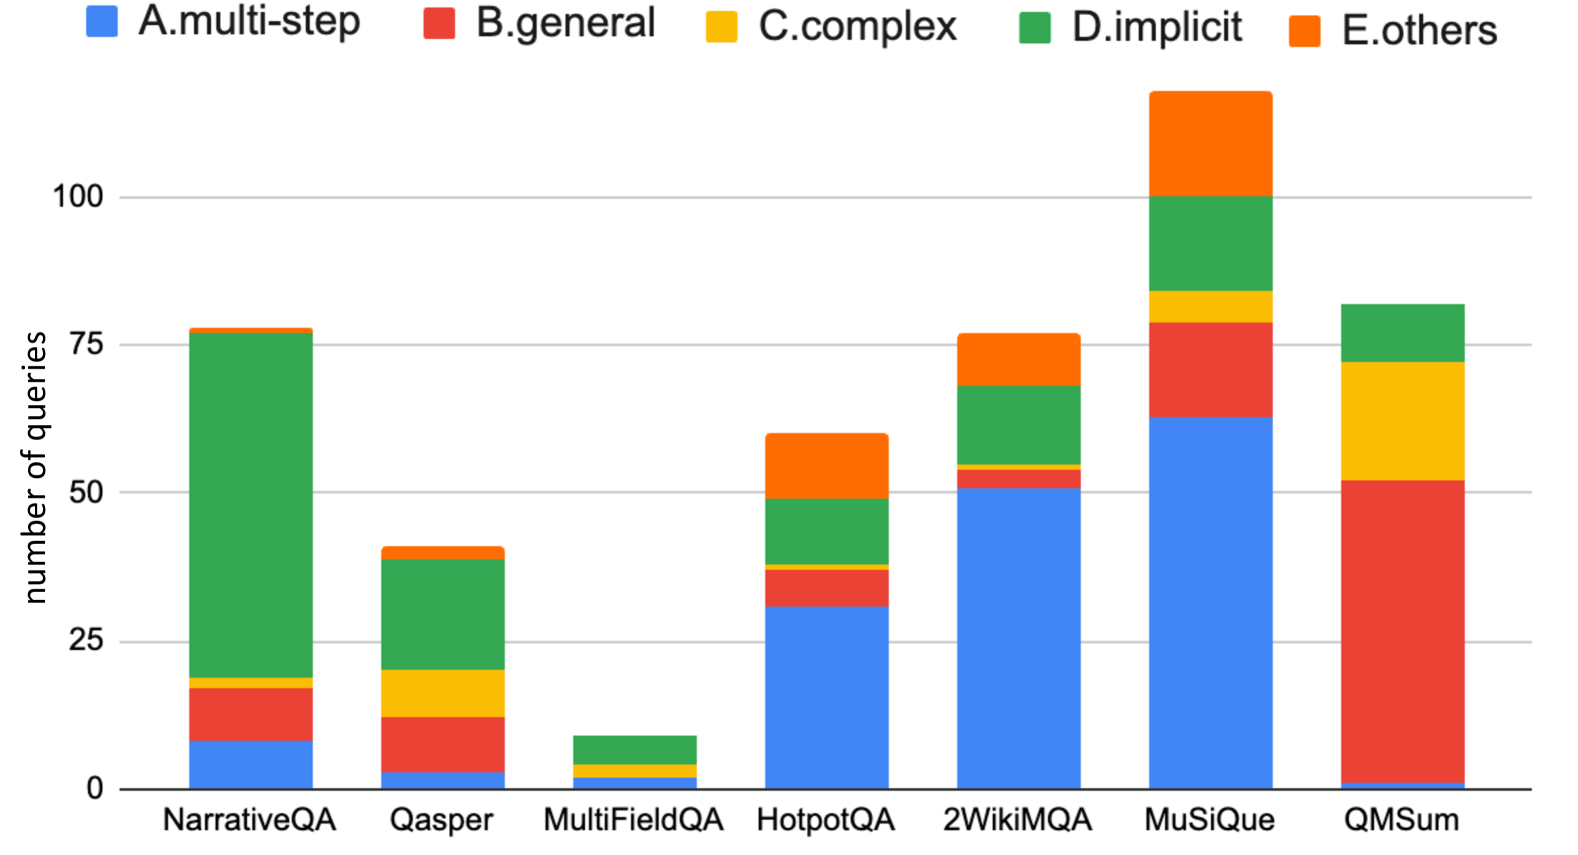 A.multi-step B.general C.complex D.implicit E.others
number of queries
100
75
50
25
0
NarrativeQA Qasper MultiFieldQA HotpotQA 2WikiMQA MuSiQue QMSum